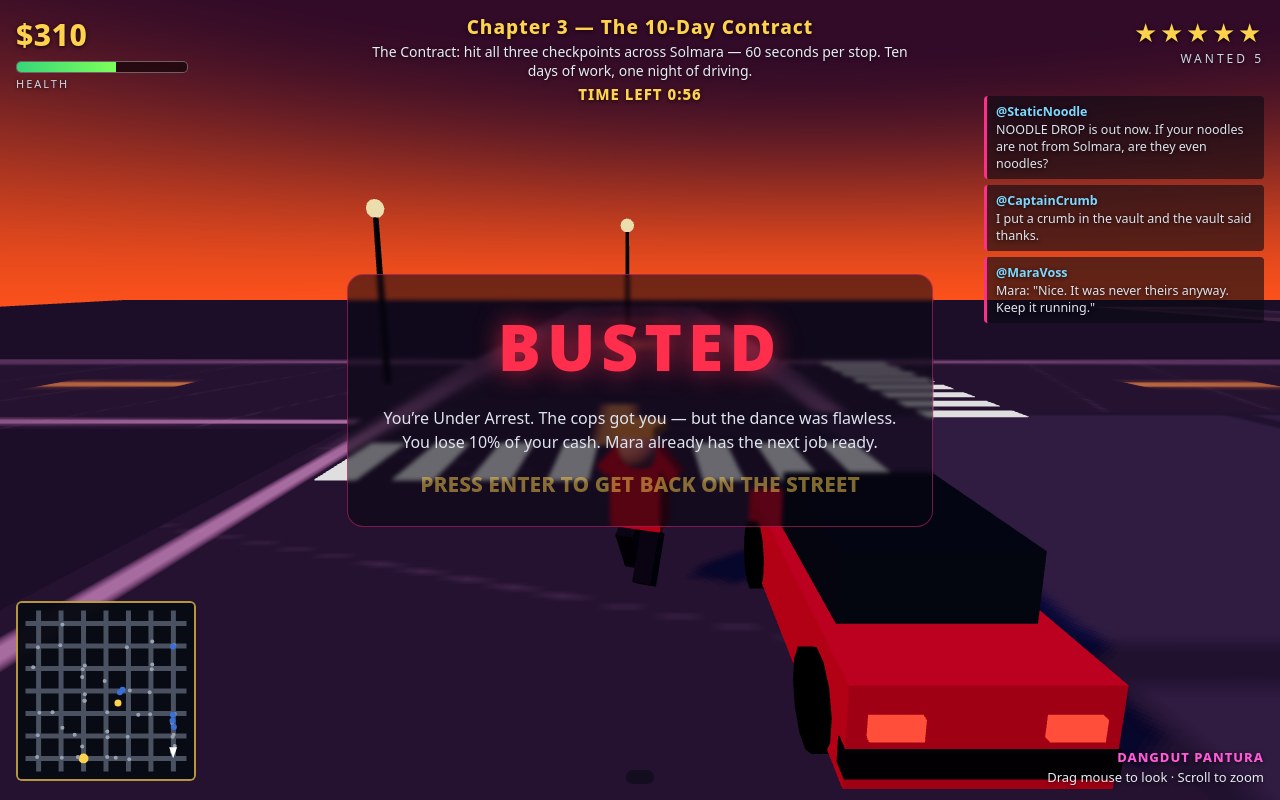 $310
HEALTH
Chapter 3 — The 10-Day Contract
The Contract: hit all three checkpoints across Solmara — 60 seconds per stop. Ten
days of work, one night of driving.
TIME LEFT 0:56
★★★★★
WANTED 5
@StaticNoodle
NOODLE DROP is out now. If your noodles
are not from Solmara, are they even
noodles?
@CaptainCrumb
I put a crumb in the vault and the vault said
thanks.
@MaraVoss
Mara: "Nice. It was never theirs anyway.
Keep it running."
BUSTED
You’re Under Arrest. The cops got you — but the dance was flawless.
You lose 10% of your cash. Mara already has the next job ready.
PRESS ENTER TO GET BACK ON THE STREET
DANGDUT PANTURA
Drag mouse to look · Scroll to zoom